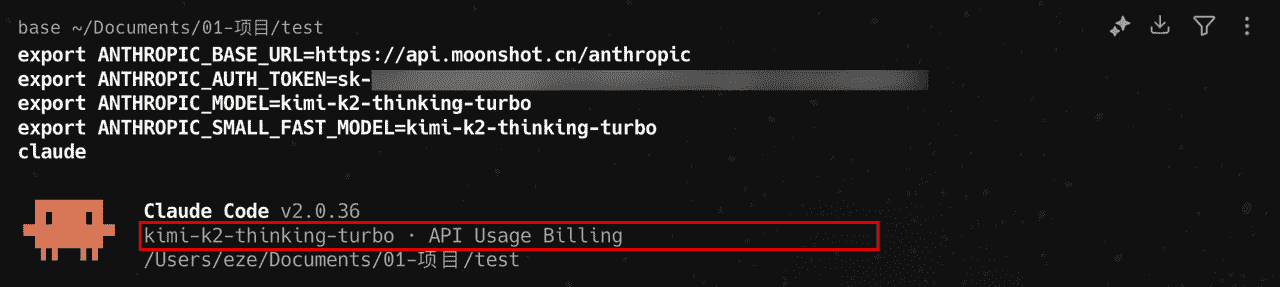 base ~/Documents/01-项目/test
export ANTHROPIC_BASE_URL=https://api.moonshot.cn/anthropic
export ANTHROPIC_AUTH_TOKEN=sk-
export ANTHROPIC_MODEL=kimi-k2-thinking-turbo
export ANTHROPIC_SMALL_FAST_MODEL=kimi-k2-thinking-turbo
claude
Claude Code v2.0.36
kimi-k2-thinking-turbo · API Usage Billing
/Users/eze/Documents/01-项目/test